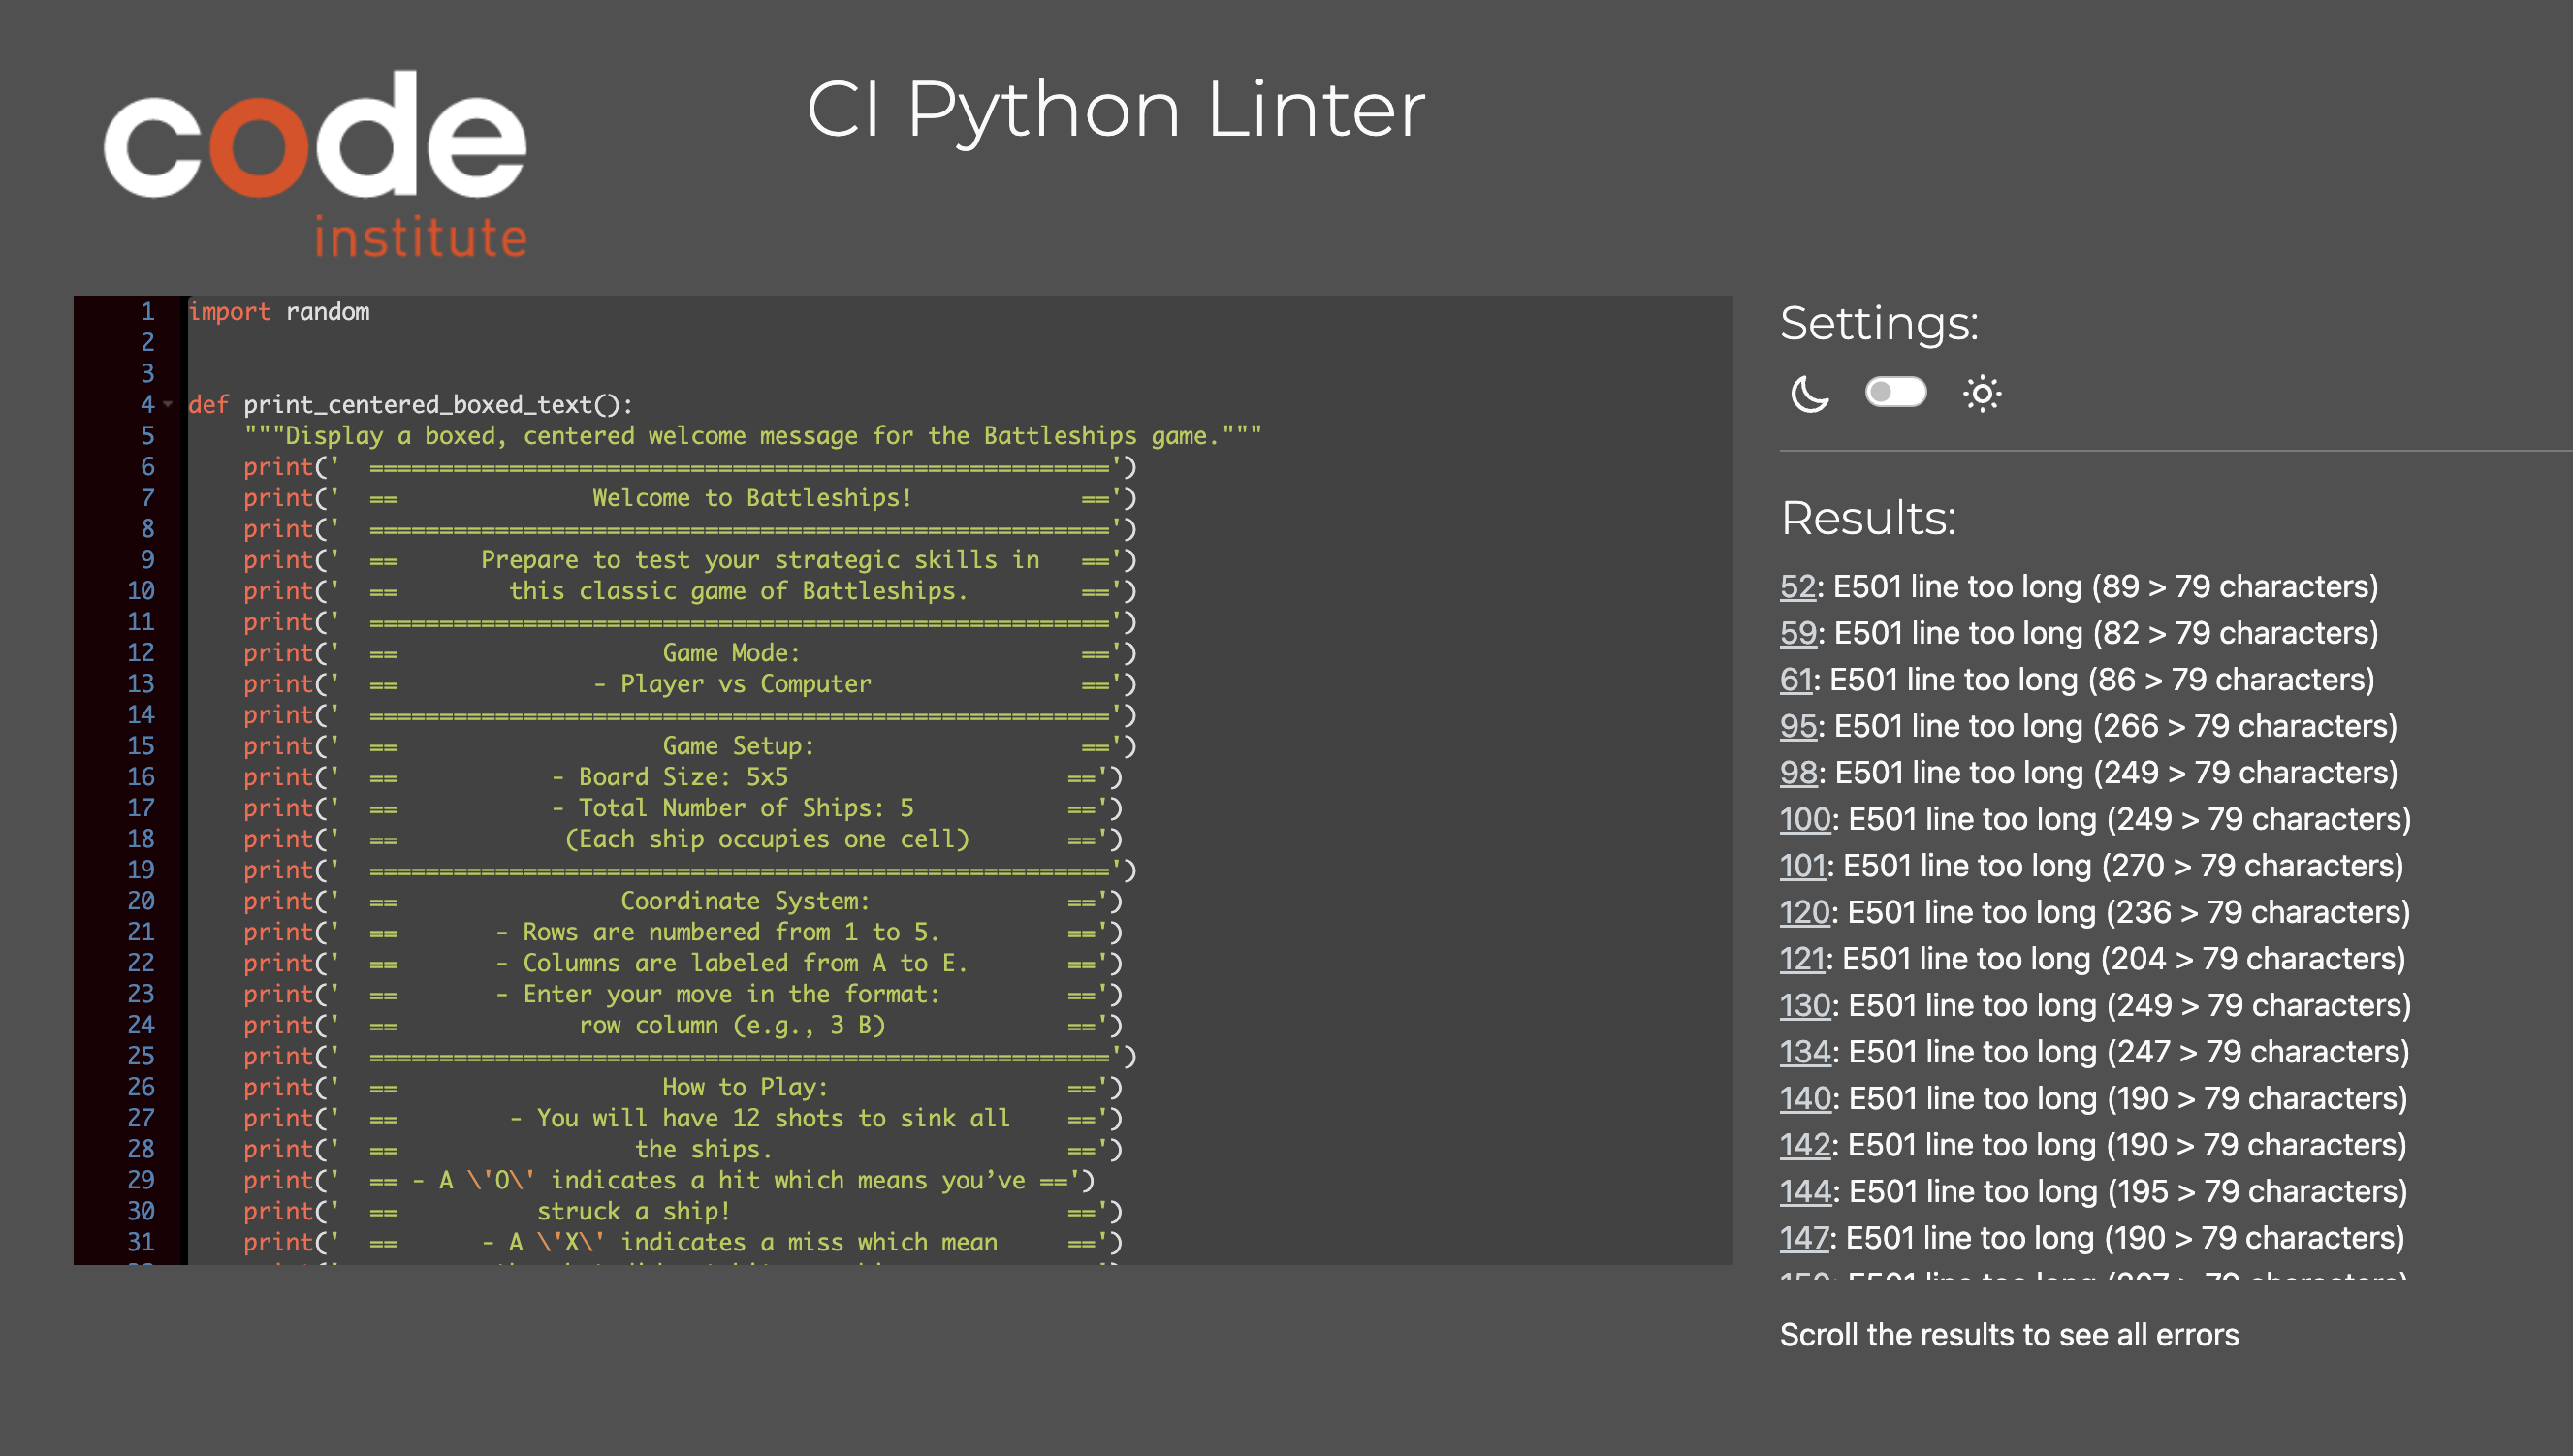 code
institute
CI Python Linter
1 import random
2
3
4 def print_centered_boxed_text():
5     """Display a boxed, centered welcome message for the Battleships game."""
6     print('  =====================================================')
7     print('  ==              Welcome to Battleships!            ==')
8     print('  =====================================================')
9     print('  ==      Prepare to test your strategic skills in   ==')
10     print('  ==        this classic game of Battleships.        ==')
11     print('  =====================================================')
12     print('  ==                   Game Mode:                    ==')
13     print('  ==              - Player vs Computer               ==')
14     print('  =====================================================')
15     print('  ==                   Game Setup:                   ==')
16     print('  ==           - Board Size: 5x5                    ==')
17     print('  ==           - Total Number of Ships: 5           ==')
18     print('  ==            (Each ship occupies one cell)       ==')
19     print('  =====================================================')
20     print('  ==                Coordinate System:              ==')
21     print('  ==       - Rows are numbered from 1 to 5.         ==')
22     print('  ==       - Columns are labeled from A to E.       ==')
23     print('  ==       - Enter your move in the format:         ==')
24     print('  ==             row column (e.g., 3 B)             ==')
25     print('  =====================================================')
26     print('  ==                   How to Play:                 ==')
27     print('  ==        - You will have 12 shots to sink all    ==')
28     print('  ==                 the ships.                     ==')
29     print('  == - A \'O\' indicates a hit which means you’ve ==')
30     print('  ==          struck a ship!                        ==')
31     print('  ==      - A \'X\' indicates a miss which mean     ==')
Settings:
Results:
52: E501 line too long (89 > 79 characters)
59: E501 line too long (82 > 79 characters)
61: E501 line too long (86 > 79 characters)
95: E501 line too long (266 > 79 characters)
98: E501 line too long (249 > 79 characters)
100: E501 line too long (249 > 79 characters)
101: E501 line too long (270 > 79 characters)
120: E501 line too long (236 > 79 characters)
121: E501 line too long (204 > 79 characters)
130: E501 line too long (249 > 79 characters)
134: E501 line too long (247 > 79 characters)
140: E501 line too long (190 > 79 characters)
142: E501 line too long (190 > 79 characters)
144: E501 line too long (195 > 79 characters)
147: E501 line too long (190 > 79 characters)
Scroll the results to see all errors